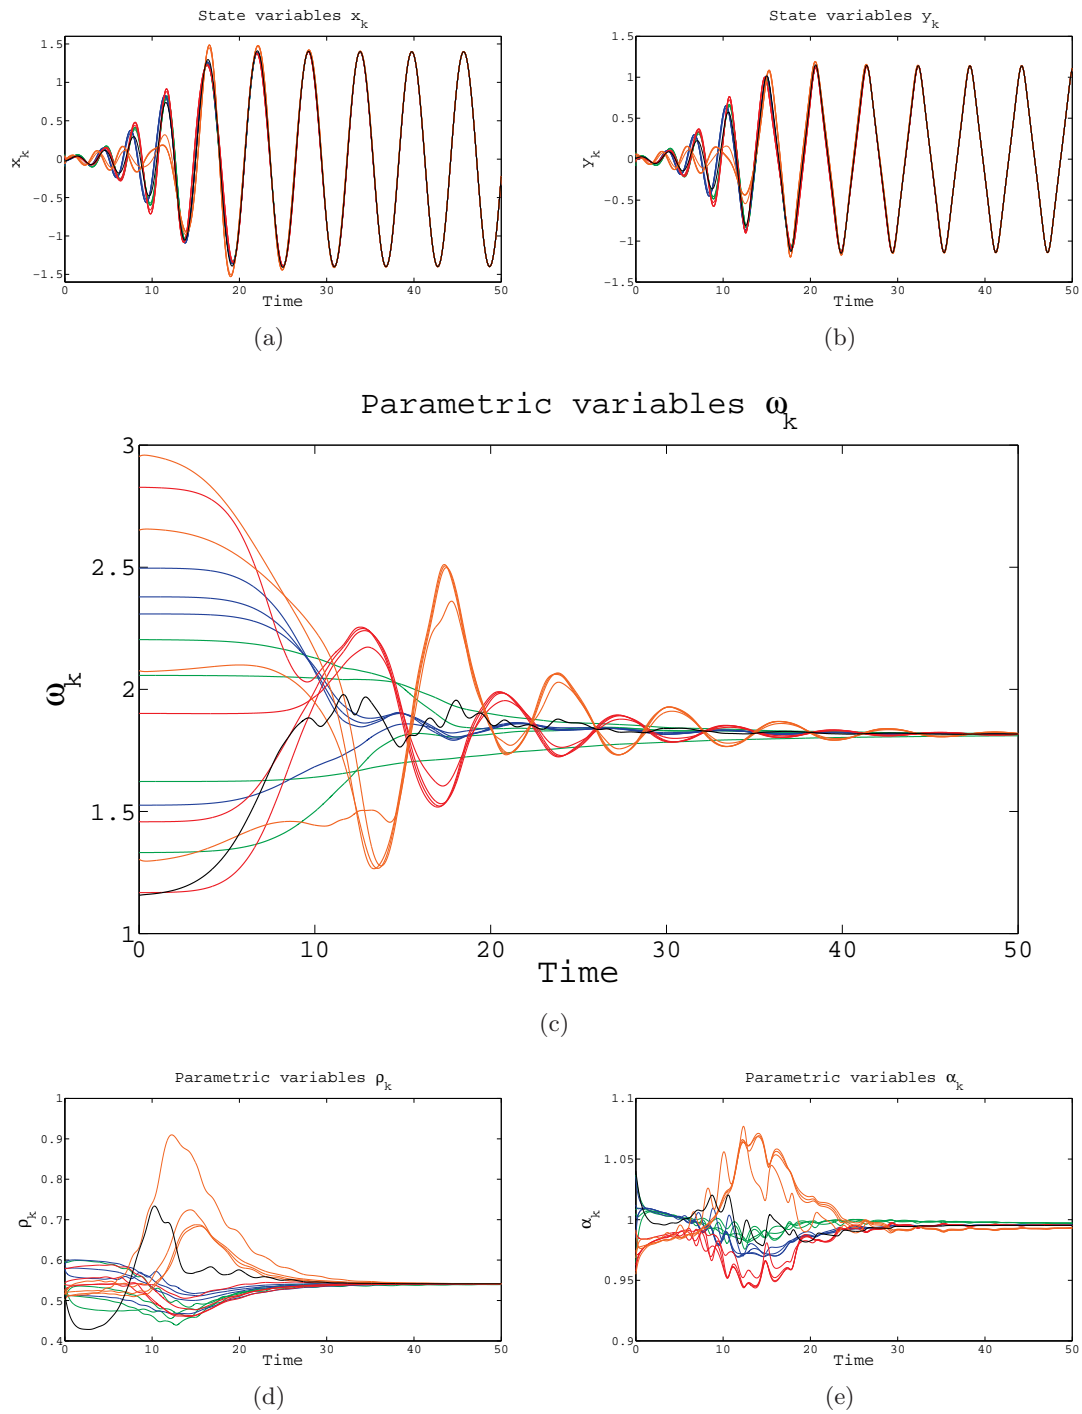 State variables x_k
State variables y_k
1.5
1
0.5
0
−0.5
−1
−1.5
x_k
0 10 20 30 40 50
Time
1.5
1
0.5
0
−0.5
−1
−1.5
y_k
0 10 20 30 40 50
Time
(a)
(b)
Parametric variables ω_k
3
2.5
2
1.5
1
ω_k
0 10 20 30 40 50
Time
(c)
Parametric variables ρ_k
Parametric variables α_k
1
0.9
0.8
0.7
0.6
0.5
0.4
ρ_k
0 10 20 30 40 50
Time
1.1
1.05
1
0.95
0.9
α_k
0 10 20 30 40 50
Time
(d)
(e)